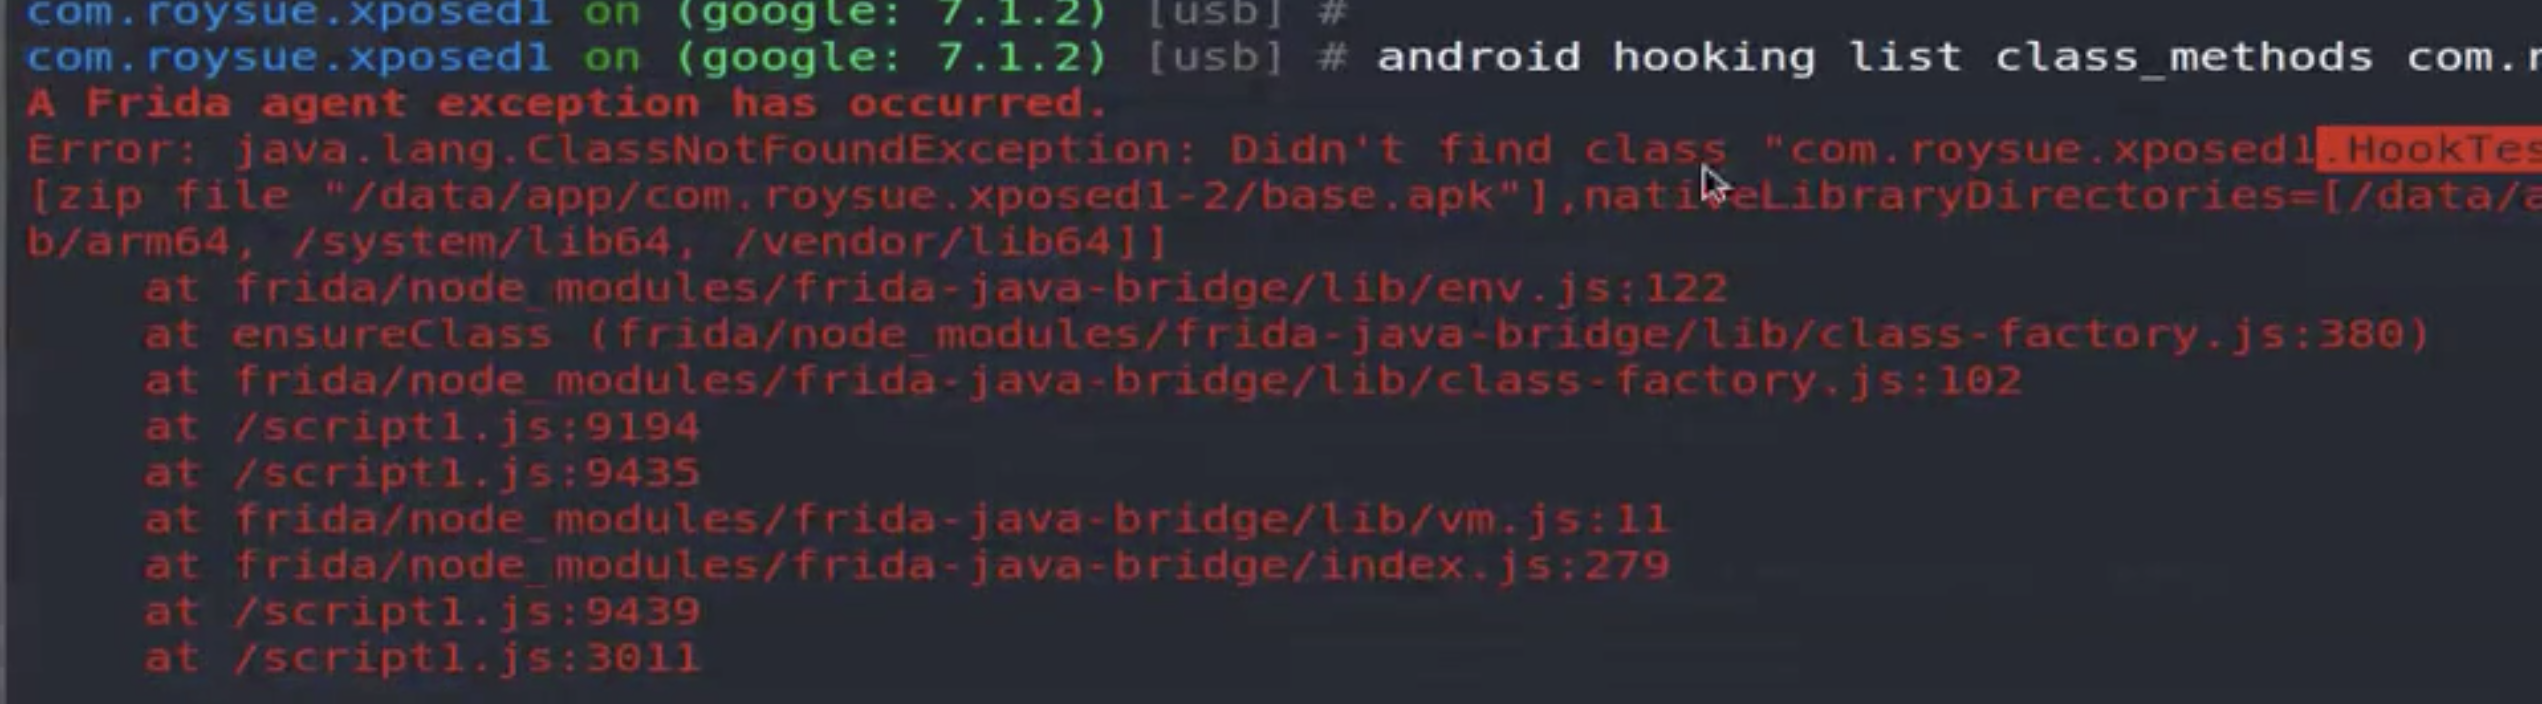 com.roysue.xposed1 on (google: 7.1.2) [usb] #
com.roysue.xposed1 on (google: 7.1.2) [usb] # android hooking list class_methods com.r
A Frida agent exception has occurred.
Error: java.lang.ClassNotFoundException: Didn't find class "com.roysue.xposed1.HookTes
[zip file "/data/app/com.roysue.xposed1-2/base.apk"],nativeLibraryDirectories=[/data/a
b/arm64, /system/lib64, /vendor/lib64]]
at frida/node_modules/frida-java-bridge/lib/env.js:122
at ensureClass (frida/node_modules/frida-java-bridge/lib/class-factory.js:380)
at frida/node_modules/frida-java-bridge/lib/class-factory.js:102
at /script1.js:9194
at /script1.js:9435
at frida/node_modules/frida-java-bridge/lib/vm.js:11
at frida/node_modules/frida-java-bridge/index.js:279
at /script1.js:9439
at /script1.js:3011